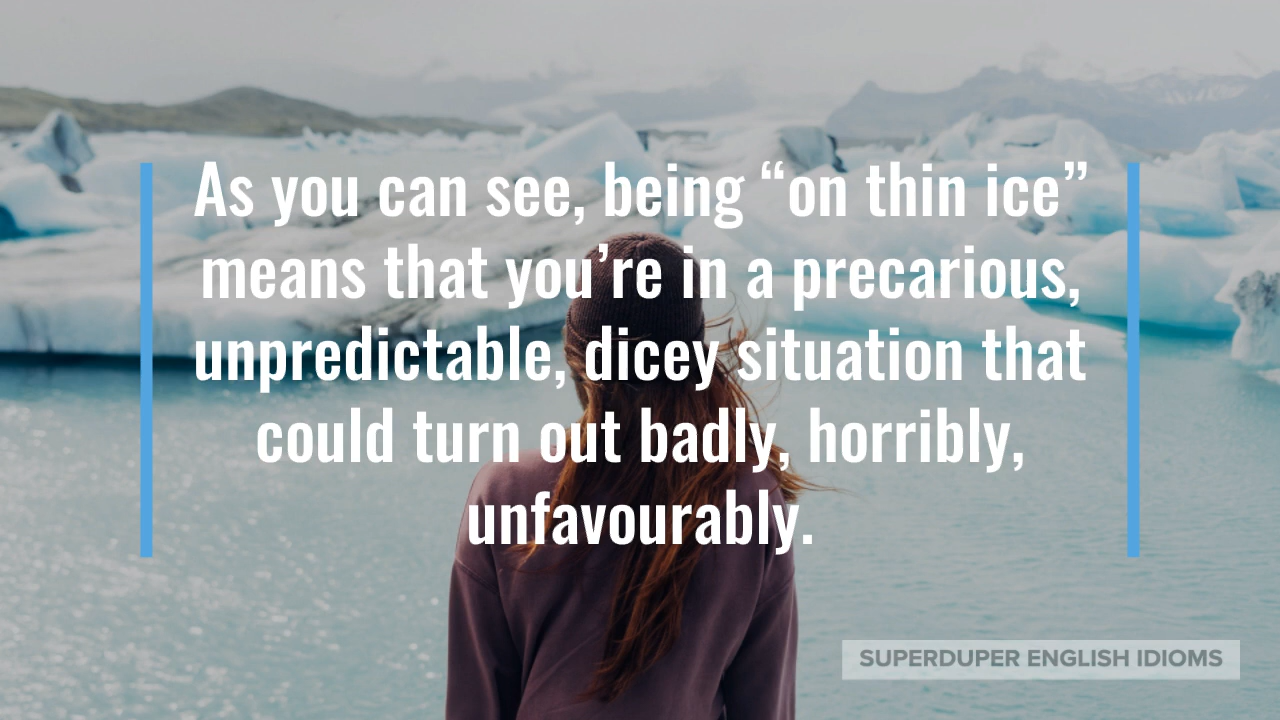 As you can see, being “on thin ice”
means that you’re in a precarious,
unpredictable, dicey situation that
could turn out badly, horribly,
unfavourably.
SUPERDUPER ENGLISH IDIOMS